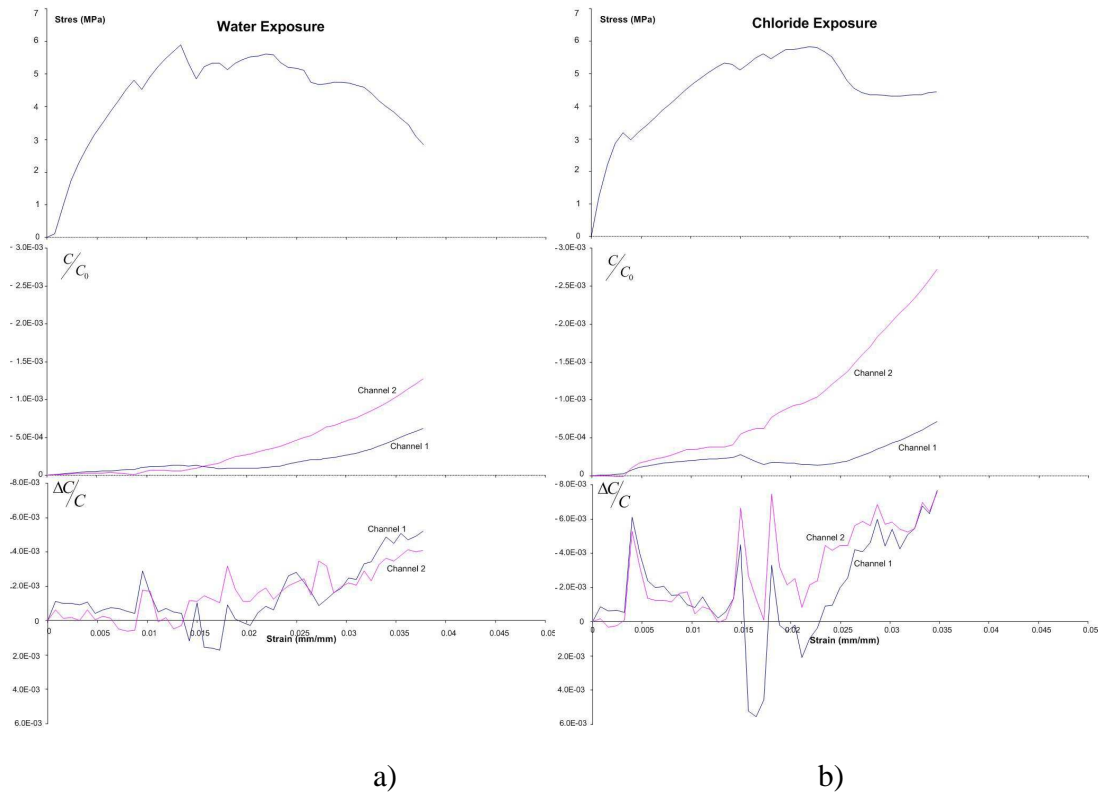 Stres (MPa)
Water Exposure
7
6
5
4
3
2
1
0
- 3.0E-03
C/C0
- 2.5E-03
- 2.0E-03
- 1.5E-03
- 1.0E-03
- 5.0E-04
0
Channel 2
Channel 1
-8.0E-03
ΔC/C
-6.0E-03
-4.0E-03
-2.0E-03
0
2.0E-03
4.0E-03
6.0E-03
Channel 1
Channel 2
0.005 0.01 0.015 0.02 0.025 0.03 0.035 0.04 0.045 0.05
Strain (mm/mm)
a)
Stress (MPa)
Chloride Exposure
7
6
5
4
3
2
1
0
- 3.0E-03
C/C0
- 2.5E-03
- 2.0E-03
- 1.5E-03
- 1.0E-03
- 5.0E-04
0
Channel 2
Channel 1
-8.0E-03
ΔC/C
-6.0E-03
-4.0E-03
-2.0E-03
0
2.0E-03
4.0E-03
6.0E-03
Channel 2
Channel 1
0.005 0.01 0.015 0.02 0.025 0.03 0.035 0.04 0.045 0.05
Strain (mm/mm)
b)